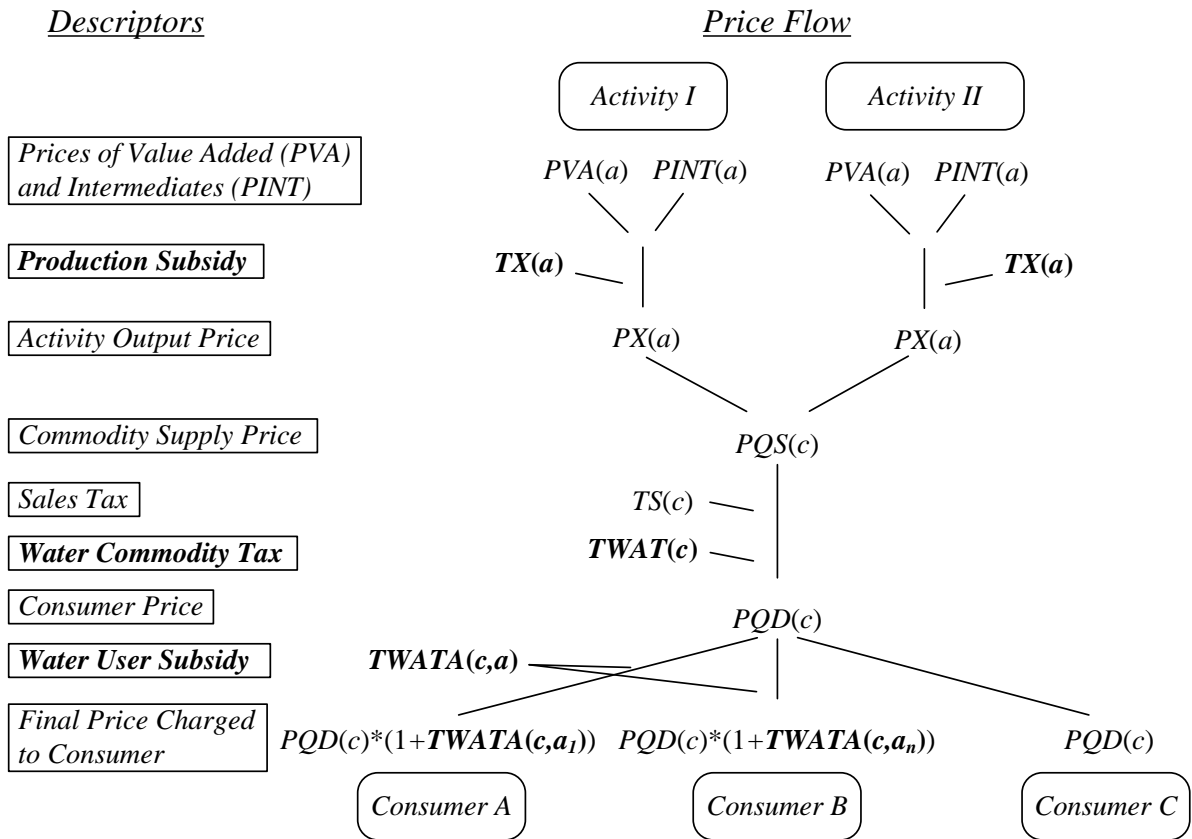 Descriptors
Price Flow
Activity I
Activity II
Prices of Value Added (PVA)
and Intermediates (PINT)
PVA(a)
PINT(a)
PVA(a)
PINT(a)
Production Subsidy
TX(a)
TX(a)
Activity Output Price
PX(a)
PX(a)
Commodity Supply Price
PQS(c)
Sales Tax
TS(c)
Water Commodity Tax
TWAT(c)
Consumer Price
PQD(c)
Water User Subsidy
TWATA(c,a)
Final Price Charged
to Consumer
PQD(c)*(1+TWATA(c,a₁))
PQD(c)*(1+TWATA(c,aₙ))
PQD(c)
Consumer A
Consumer B
Consumer C